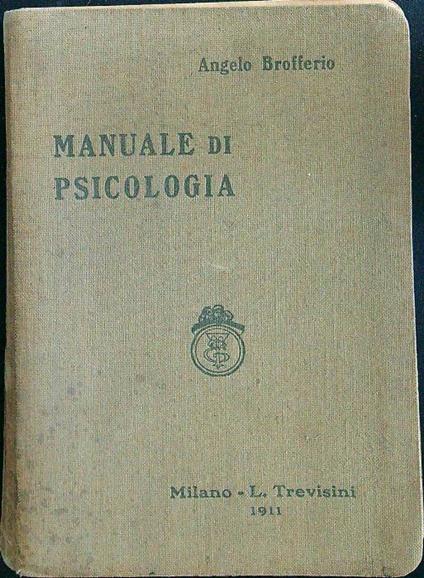 Angelo Brofferio
MANUALE DI
PSICOLOGIA
Milano - L. Trevisini
1911